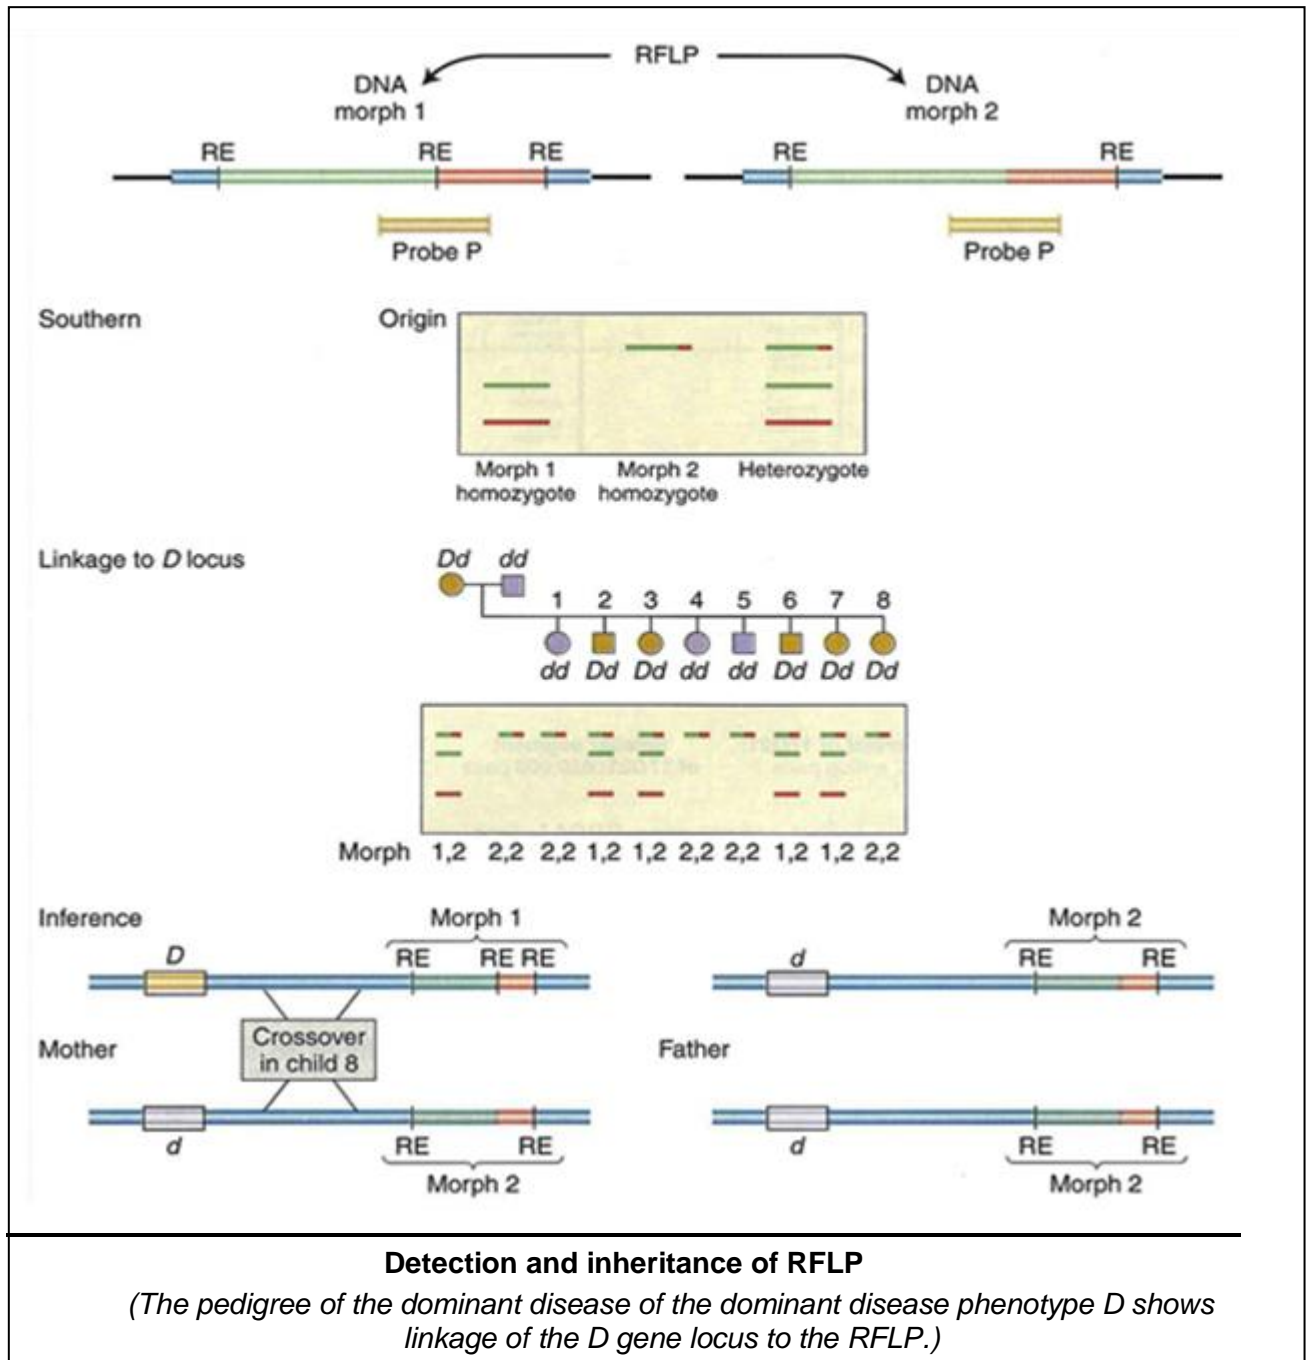 RFLP
DNA
morph 1
DNA
morph 2
RE RE RE RE RE
Probe P Probe P
Southern Origin
Morph 1
homozygote
Morph 2
homozygote
Heterozygote
Linkage to D locus
Dd dd
1 2 3 4 5 6 7 8
dd Dd Dd dd dd Dd Dd Dd
Morph 1,2 2,2 2,2 1,2 1,2 2,2 2,2 1,2 1,2 2,2
Inference Morph 1 Morph 2
D RE RE RE d RE RE
Crossover
in child 8
Mother Father
d RE RE d RE RE
Morph 2 Morph 2
Detection and inheritance of RFLP
(The pedigree of the dominant disease of the dominant disease phenotype D shows
linkage of the D gene locus to the RFLP.)